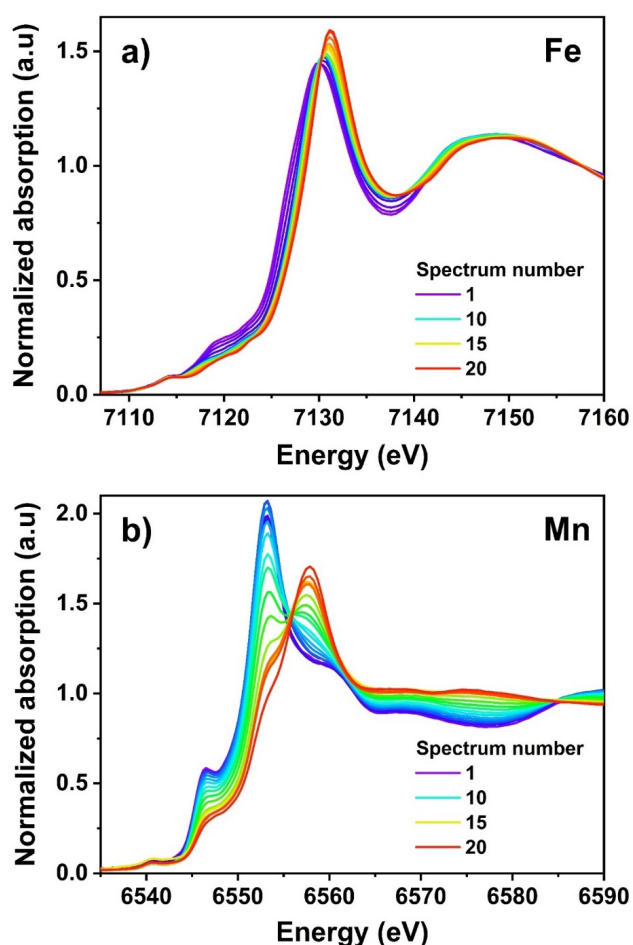 a)
Fe
Normalized absorption (a.u)
1.5
1.0
0.5
0.0
Spectrum number
1
10
15
20
7110 7120 7130 7140 7150 7160
Energy (eV)
b)
Mn
Normalized absorption (a.u)
2.0
1.5
1.0
0.5
0.0
Spectrum number
1
10
15
20
6540 6550 6560 6570 6580 6590
Energy (eV)